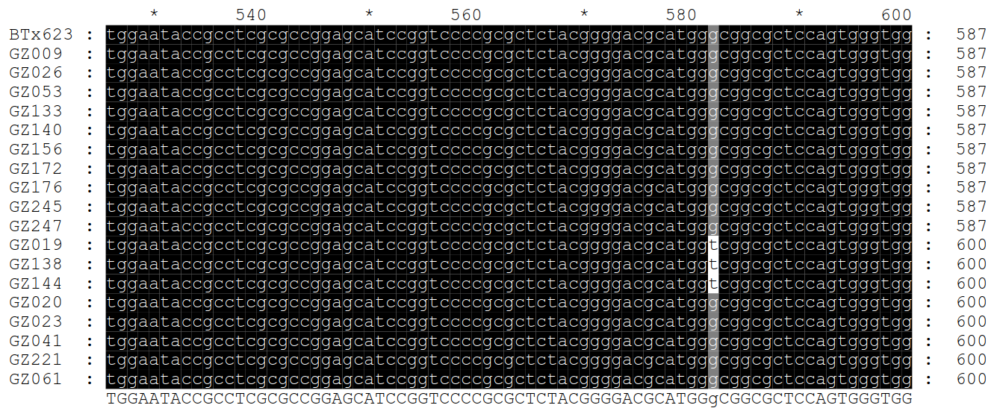 * 540 * 560 * 580 * 600
BTx623 : tggaataccgcctcgcgccggagcatccggtccccgcgctctacggggacgcatgggcggcgctccagtgggtgg : 587
GZ009 : tggaataccgcctcgcgccggagcatccggtccccgcgctctacggggacgcatgggcggcgctccagtgggtgg : 587
GZ026 : tggaataccgcctcgcgccggagcatccggtccccgcgctctacggggacgcatgggcggcgctccagtgggtgg : 587
GZ053 : tggaataccgcctcgcgccggagcatccggtccccgcgctctacggggacgcatgggcggcgctccagtgggtgg : 587
GZ133 : tggaataccgcctcgcgccggagcatccggtccccgcgctctacggggacgcatgggcggcgctccagtgggtgg : 587
GZ140 : tggaataccgcctcgcgccggagcatccggtccccgcgctctacggggacgcatgggcggcgctccagtgggtgg : 587
GZ156 : tggaataccgcctcgcgccggagcatccggtccccgcgctctacggggacgcatgggcggcgctccagtgggtgg : 587
GZ172 : tggaataccgcctcgcgccggagcatccggtccccgcgctctacggggacgcatgggcggcgctccagtgggtgg : 587
GZ176 : tggaataccgcctcgcgccggagcatccggtccccgcgctctacggggacgcatgggcggcgctccagtgggtgg : 587
GZ245 : tggaataccgcctcgcgccggagcatccggtccccgcgctctacggggacgcatgggcggcgctccagtgggtgg : 587
GZ247 : tggaataccgcctcgcgccggagcatccggtccccgcgctctacggggacgcatgggcggcgctccagtgggtgg : 587
GZ019 : tggaataccgcctcgcgccggagcatccggtccccgcgctctacggggacgcatggtcggcgctccagtgggtgg : 600
GZ138 : tggaataccgcctcgcgccggagcatccggtccccgcgctctacggggacgcatggtcggcgctccagtgggtgg : 600
GZ144 : tggaataccgcctcgcgccggagcatccggtccccgcgctctacggggacgcatggtcggcgctccagtgggtgg : 600
GZ020 : tggaataccgcctcgcgccggagcatccggtccccgcgctctacggggacgcatgggcggcgctccagtgggtgg : 600
GZ023 : tggaataccgcctcgcgccggagcatccggtccccgcgctctacggggacgcatgggcggcgctccagtgggtgg : 600
GZ041 : tggaataccgcctcgcgccggagcatccggtccccgcgctctacggggacgcatgggcggcgctccagtgggtgg : 600
GZ221 : tggaataccgcctcgcgccggagcatccggtccccgcgctctacggggacgcatgggcggcgctccagtgggtgg : 600
GZ061 : tggaataccgcctcgcgccggagcatccggtccccgcgctctacggggacgcatgggcggcgctccagtgggtgg : 600
TGGAATACCGCCTCGCGCCGGAGCATCCGGTCCCCGCGCTCTACGGGGACGCATGGgCGGCGCTCCAGTGGGTGG